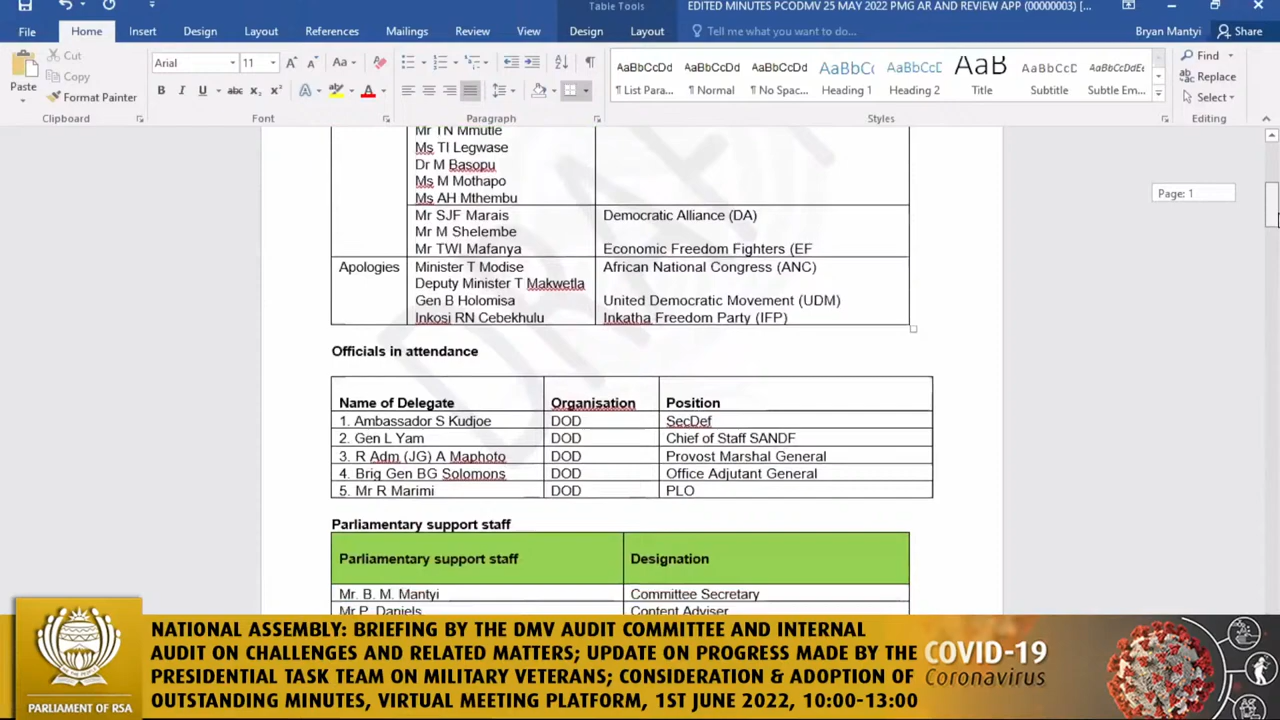 Table Tools
EDITED MINUTES PCODMV 25 MAY 2022 PMG AR AND REVIEW APP (00000003) [...
File Home Insert Design Layout References Mailings Review View Design Layout Tell me what you want to do... Bryan Mantyi Share
Cut
Copy
Paste
Format Painter
Clipboard
Arial 11
Font
Paragraph
AaBbCcDd AaBbCcDd AaBbCcDd AaBbCc AaBbCcDd AaB AaBbCcDd AaBbCcDdE
¶ List Para... ¶ Normal ¶ No Spac... Heading 1 Heading 2 Title Subtitle Subtle Em...
Styles
Find
Replace
Select
Editing
Page: 1
DRAFT
Mr TN Mmutle
Ms TI Legwase
Dr M Basopu
Ms M Mothapo
Ms AH Mthembu
Mr SJF Marais Democratic Alliance (DA)
Mr M Shelembe
Mr TWI Mafanya Economic Freedom Fighters (EF
Apologies Minister T Modise African National Congress (ANC)
Deputy Minister T Makwetla
Gen B Holomisa United Democratic Movement (UDM)
Inkosi RN Cebekhulu Inkatha Freedom Party (IFP)
Officials in attendance
Name of Delegate Organisation Position
1. Ambassador S Kudjoe DOD SecDef
2. Gen L Yam DOD Chief of Staff SANDF
3. R Adm (JG) A Maphoto DOD Provost Marshal General
4. Brig Gen BG Solomons DOD Office Adjutant General
5. Mr R Marimi DOD PLO
Parliamentary support staff
Parliamentary support staff Designation
Mr. B. M. Mantyi Committee Secretary
Mr P. Daniels Content Adviser
NATIONAL ASSEMBLY: BRIEFING BY THE DMV AUDIT COMMITTEE AND INTERNAL
AUDIT ON CHALLENGES AND RELATED MATTERS; UPDATE ON PROGRESS MADE BY THE
PRESIDENTIAL TASK TEAM ON MILITARY VETERANS; CONSIDERATION & ADOPTION OF
OUTSTANDING MINUTES, VIRTUAL MEETING PLATFORM, 1ST JUNE 2022, 10:00-13:00
PARLIAMENT OF RSA
COVID-19
Coronavirus